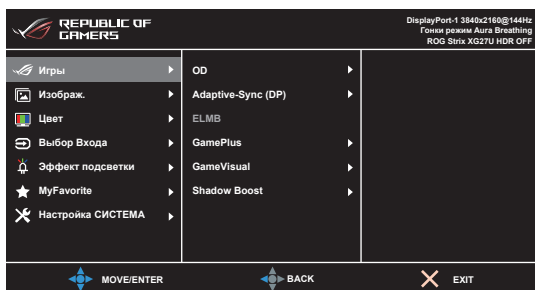 REPUBLIC OF
GAMERS
DisplayPort-1 3840x2160@144Hz
Гонки режим Aura Breathing
ROG Strix XG27U HDR OFF
Игры
Изображ.
Цвет
Выбор Входа
Эффект подсветки
MyFavorite
Настройка СИСТЕМА
OD
Adaptive-Sync (DP)
ELMB
GamePlus
GameVisual
Shadow Boost
MOVE/ENTER
BACK
EXIT